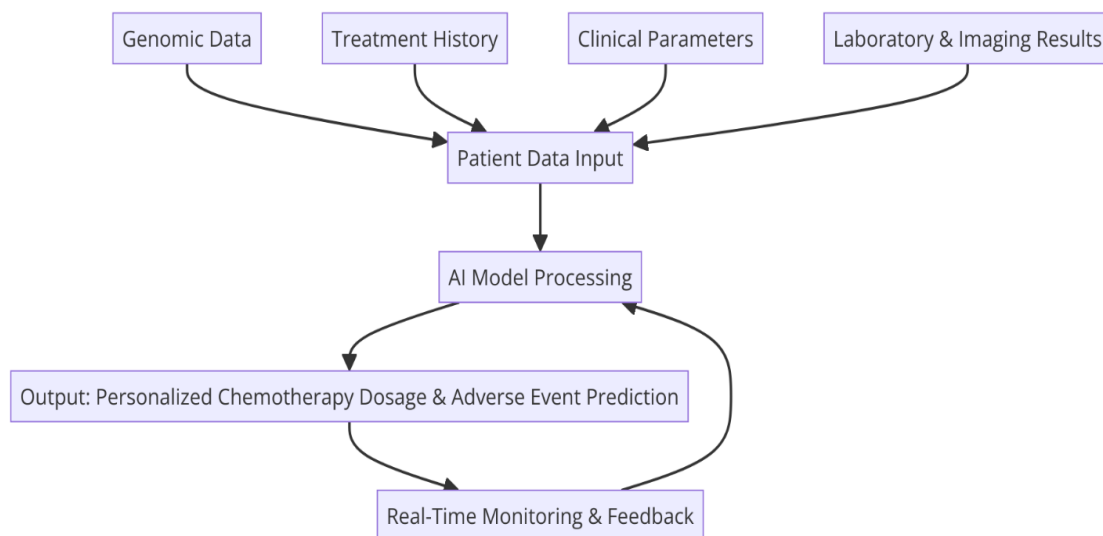 Genomic Data
Treatment History
Clinical Parameters
Laboratory & Imaging Results
Patient Data Input
AI Model Processing
Output: Personalized Chemotherapy Dosage & Adverse Event Prediction
Real-Time Monitoring & Feedback